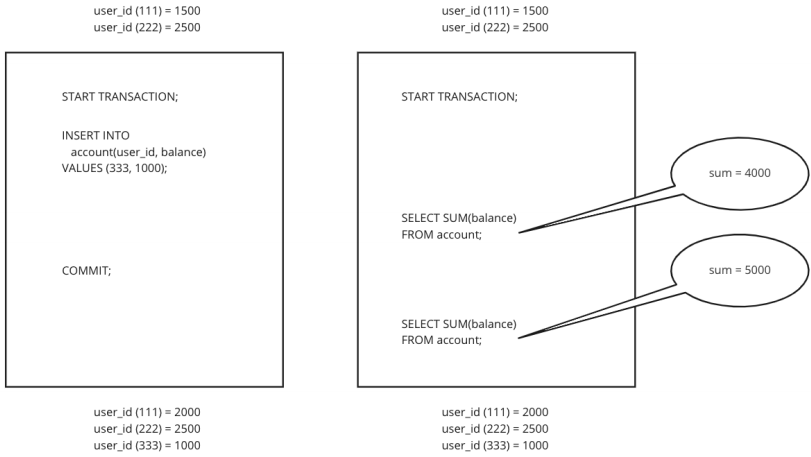 user_id (111) = 1500
user_id (222) = 2500
START TRANSACTION;
INSERT INTO
account(user_id, balance)
VALUES (333, 1000);
COMMIT;
user_id (111) = 2000
user_id (222) = 2500
user_id (333) = 1000
user_id (111) = 1500
user_id (222) = 2500
START TRANSACTION;
SELECT SUM(balance)
FROM account;
sum = 4000
SELECT SUM(balance)
FROM account;
sum = 5000
user_id (111) = 2000
user_id (222) = 2500
user_id (333) = 1000